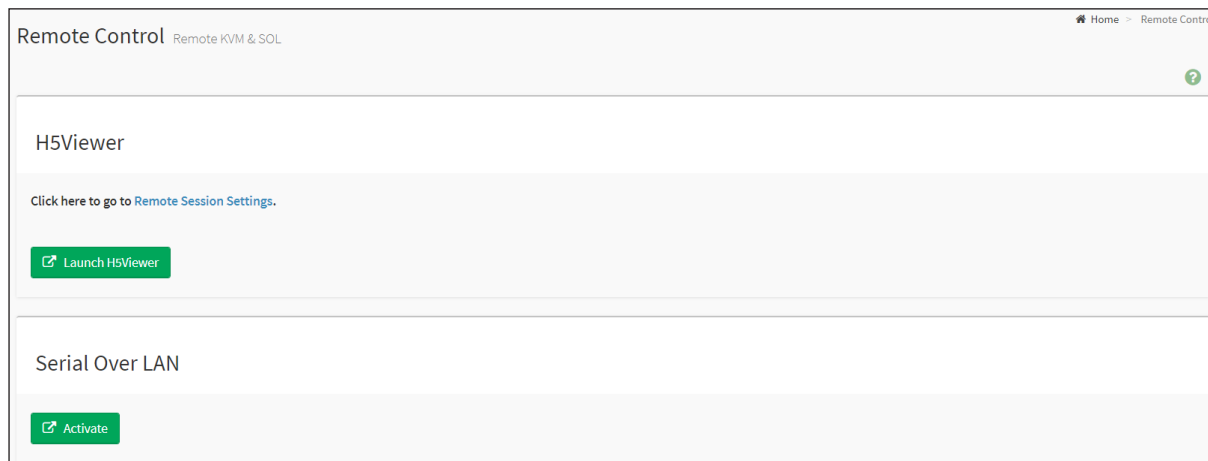 Home > Remote Contro
Remote Control Remote KVM & SOL
H5Viewer
Click here to go to Remote Session Settings.
Launch H5Viewer
Serial Over LAN
Activate